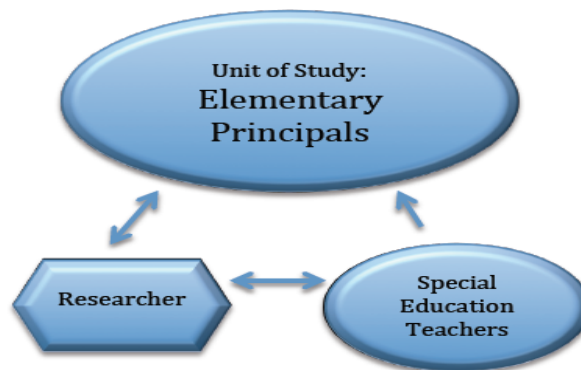 Unit of Study:
Elementary
Principals
Researcher
Special
Education
Teachers